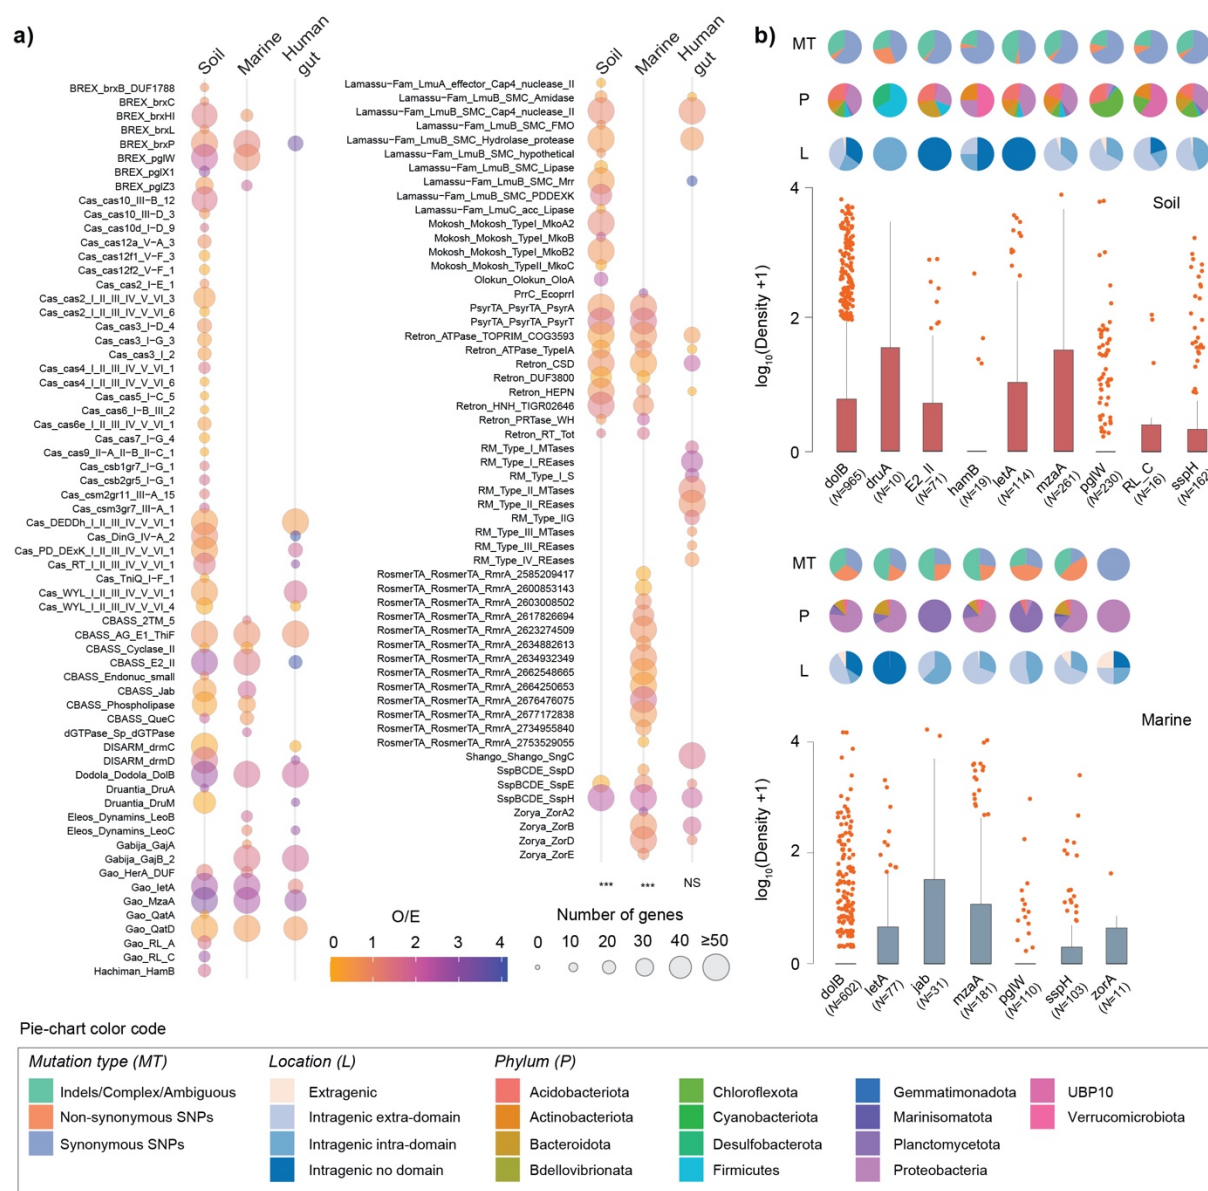 a)
Soil
Marine
Human
gut
BREX_brxB_DUF1788
BREX_brxC
BREX_brxHI
BREX_brxL
BREX_brxP
BREX_pglW
BREX_pglX1
BREX_pglZ3
Cas_cas10_III−B_12
Cas_cas10_III−D_3
Cas_cas10d_I−D_9
Cas_cas12a_V−A_3
Cas_cas12f1_V−F_3
Cas_cas12f2_V−F_1
Cas_cas2_I−E_1
Cas_cas2_I_II_III_IV_V_VI_3
Cas_cas2_I_II_III_IV_V_VI_6
Cas_cas3_I−D_4
Cas_cas3_I−G_3
Cas_cas3_I_2
Cas_cas4_I_II_III_IV_V_VI_1
Cas_cas4_I_II_III_IV_V_VI_6
Cas_cas5_I−C_5
Cas_cas6_I−B_III_2
Cas_cas6e_I_II_III_IV_V_VI_1
Cas_cas7_I−G_4
Cas_cas9_II−A_II−B_II−C_1
Cas_csb1gr7_I−G_1
Cas_csb2gr5_I−G_1
Cas_csm2gr11_III−A_15
Cas_csm3gr7_III−A_1
Cas_DEDDh_I_II_III_IV_V_VI_1
Cas_DinG_IV−A_2
Cas_PD_DExK_I_II_III_IV_V_VI_1
Cas_RT_I_II_III_IV_V_VI_1
Cas_TniQ_I−F_1
Cas_WYL_I_II_III_IV_V_VI_1
Cas_WYL_I_II_III_IV_V_VI_4
CBASS_2TM_5
CBASS_AG_E1_ThiF
CBASS_Cyclase_II
CBASS_E2_II
CBASS_Endonuc_small
CBASS_Jab
CBASS_Phospholipase
CBASS_QueC
dGTPase_Sp_dGTPase
DISARM_drmC
DISARM_drmD
Dodola_Dodola_DolB
Druantia_DruA
Druantia_DruM
Eleos_Dynamins_LeoB
Eleos_Dynamins_LeoC
Gabija_GajA
Gabija_GajB_2
Gao_HerA_DUF
Gao_letA
Gao_MzaA
Gao_QatA
Gao_QatD
Gao_RL_A
Gao_RL_C
Hachiman_HamB
Soil
Marine
Human
gut
Lamassu−Fam_LmuA_effector_Cap4_nuclease_II
Lamassu−Fam_LmuB_SMC_Amidase
Lamassu−Fam_LmuB_SMC_Cap4_nuclease_II
Lamassu−Fam_LmuB_SMC_FMO
Lamassu−Fam_LmuB_SMC_Hydrolase_protease
Lamassu−Fam_LmuB_SMC_hypothetical
Lamassu−Fam_LmuB_SMC_Lipase
Lamassu−Fam_LmuB_SMC_Mrr
Lamassu−Fam_LmuB_SMC_PDDEXK
Lamassu−Fam_LmuC_acc_Lipase
Mokosh_Mokosh_TypeI_MkoA2
Mokosh_Mokosh_TypeI_MkoB
Mokosh_Mokosh_TypeI_MkoB2
Mokosh_Mokosh_TypeII_MkoC
Olokun_Olokun_OloA
PrrC_EcoprrI
PsyrTA_PsyrTA_PsyrA
PsyrTA_PsyrTA_PsyrT
Retron_ATPase_TOPRIM_COG3593
Retron_ATPase_TypeIA
Retron_CSD
Retron_DUF3800
Retron_HEPN
Retron_HNH_TIGR02646
Retron_PRTase_WH
Retron_RT_Tot
RM_Type_I_MTases
RM_Type_I_REases
RM_Type_I_S
RM_Type_II_MTases
RM_Type_II_REases
RM_Type_IIG
RM_Type_III_MTases
RM_Type_III_REases
RM_Type_IV_REases
RosmerTA_RosmerTA_RmrA_2585209417
RosmerTA_RosmerTA_RmrA_2600853143
RosmerTA_RosmerTA_RmrA_2603008502
RosmerTA_RosmerTA_RmrA_2617826694
RosmerTA_RosmerTA_RmrA_2623274509
RosmerTA_RosmerTA_RmrA_2634882613
RosmerTA_RosmerTA_RmrA_2634932349
RosmerTA_RosmerTA_RmrA_2662548665
RosmerTA_RosmerTA_RmrA_2664250653
RosmerTA_RosmerTA_RmrA_2676476075
RosmerTA_RosmerTA_RmrA_2677172838
RosmerTA_RosmerTA_RmrA_2734955840
RosmerTA_RosmerTA_RmrA_2753529055
Shango_Shango_SngC
SspBCDE_SspD
SspBCDE_SspE
SspBCDE_SspH
Zorya_ZorA2
Zorya_ZorB
Zorya_ZorD
Zorya_ZorE
*** *** NS
O/E
0 1 2 3 4
Number of genes
0 10 20 30 40 ≥50
b)
MT
P
L
Soil
4
2
0
log10(Density +1)
dolB (N=965)
druA (N=10)
E2_II (N=71)
hamB (N=19)
letA (N=114)
mzaA (N=261)
pglW (N=230)
RL_C (N=16)
sspH (N=162)
MT
P
L
Marine
4
2
0
log10(Density +1)
dolB (N=602)
letA (N=77)
jab (N=31)
mzaA (N=181)
pglW (N=110)
sspH (N=103)
zorA (N=11)
Pie-chart color code
Mutation type (MT)
Indels/Complex/Ambiguous
Non-synonymous SNPs
Synonymous SNPs
Location (L)
Extragenic
Intragenic extra-domain
Intragenic intra-domain
Intragenic no domain
Phylum (P)
Acidobacteriota
Actinobacteriota
Bacteroidota
Bdellovibrionata
Chloroflexota
Cyanobacteriota
Desulfobacterota
Firmicutes
Gemmatimonadota
Marinisomatota
Planctomycetota
Proteobacteria
UBP10
Verrucomicrobiota